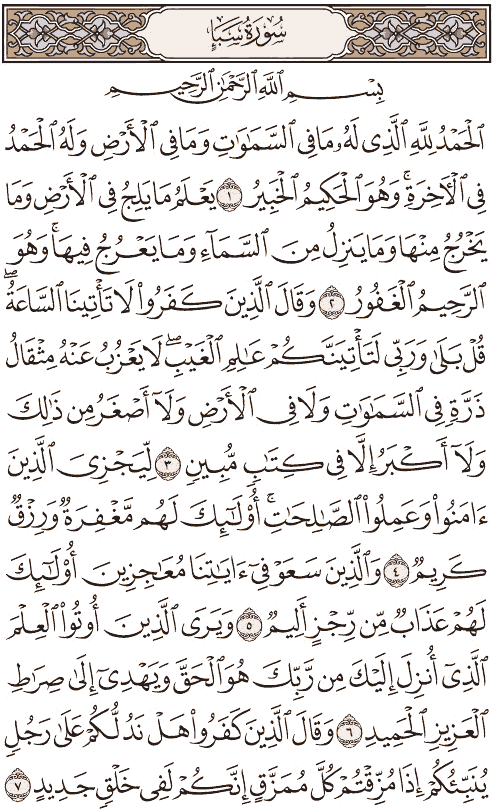 سُورَةُ سَبَإٍ
بِسْمِ ٱللَّهِ ٱلرَّحْمَٰنِ ٱلرَّحِيمِ
ٱلْحَمْدُ لِلَّهِ ٱلَّذِى لَهُۥ مَا فِى ٱلسَّمَٰوَٰتِ وَمَا فِى ٱلْأَرْضِ وَلَهُ ٱلْحَمْدُ
فِى ٱلْءَاخِرَةِ ۚ وَهُوَ ٱلْحَكِيمُ ٱلْخَبِيرُ ١ يَعْلَمُ مَا يَلِجُ فِى ٱلْأَرْضِ وَمَا
يَخْرُجُ مِنْهَا وَمَا يَنزِلُ مِنَ ٱلسَّمَآءِ وَمَا يَعْرُجُ فِيهَا ۚ وَهُوَ
ٱلرَّحِيمُ ٱلْغَفُورُ ٢ وَقَالَ ٱلَّذِينَ كَفَرُوا۟ لَا تَأْتِينَا ٱلسَّاعَةُ ۖ
قُلْ بَلَىٰ وَرَبِّى لَتَأْتِيَنَّكُمْ عَٰلِمِ ٱلْغَيْبِ ۖ لَا يَعْزُبُ عَنْهُ مِثْقَالُ
ذَرَّةٍ فِى ٱلسَّمَٰوَٰتِ وَلَا فِى ٱلْأَرْضِ وَلَآ أَصْغَرُ مِن ذَٰلِكَ
وَلَآ أَكْبَرُ إِلَّا فِى كِتَٰبٍ مُّبِينٍ ٣ لِّيَجْزِىَ ٱلَّذِينَ
ءَامَنُوا۟ وَعَمِلُوا۟ ٱلصَّٰلِحَٰتِ ۚ أُو۟لَٰٓئِكَ لَهُم مَّغْفِرَةٌ وَرِزْقٌ
كَرِيمٌ ٤ وَٱلَّذِينَ سَعَوْ فِىٓ ءَايَٰتِنَا مُعَٰجِزِينَ أُو۟لَٰٓئِكَ
لَهُمْ عَذَابٌ مِّن رِّجْزٍ أَلِيمٌ ٥ وَيَرَى ٱلَّذِينَ أُوتُوا۟ ٱلْعِلْمَ
ٱلَّذِىٓ أُنزِلَ إِلَيْكَ مِن رَّبِّكَ هُوَ ٱلْحَقَّ وَيَهْدِىٓ إِلَىٰ صِرَٰطِ
ٱلْعَزِيزِ ٱلْحَمِيدِ ٦ وَقَالَ ٱلَّذِينَ كَفَرُوا۟ هَلْ نَدُلُّكُمْ عَلَىٰ رَجُلٍ
يُنَبِّئُكُمْ إِذَا مُزِّقْتُمْ كُلَّ مُمَزَّقٍ إِنَّكُمْ لَفِى خَلْقٍ جَدِيدٍ ٧